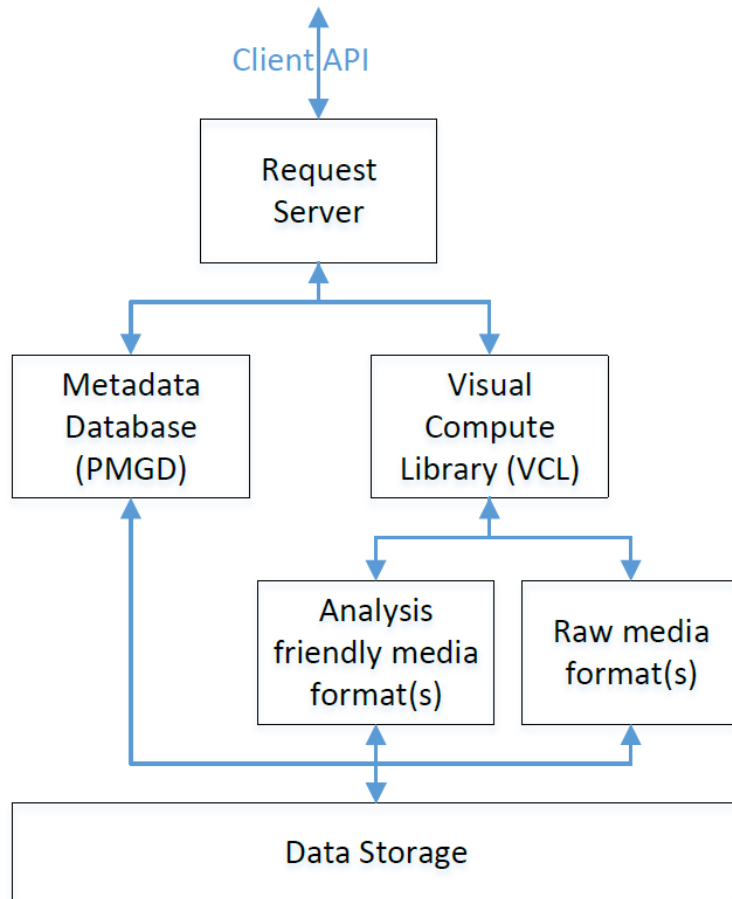 Client API
Request
Server
Metadata
Database
(PMGD)
Visual
Compute
Library (VCL)
Analysis
friendly media
format(s)
Raw media
format(s)
Data Storage